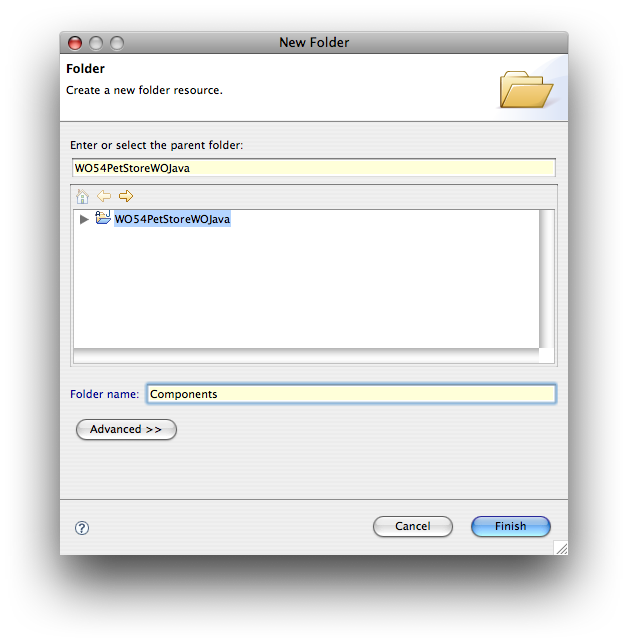 New Folder
Folder
Create a new folder resource.
Enter or select the parent folder:
WO54PetStoreWOJava
WO54PetStoreWOJava
Folder name: Components
Advanced >>
? Cancel Finish